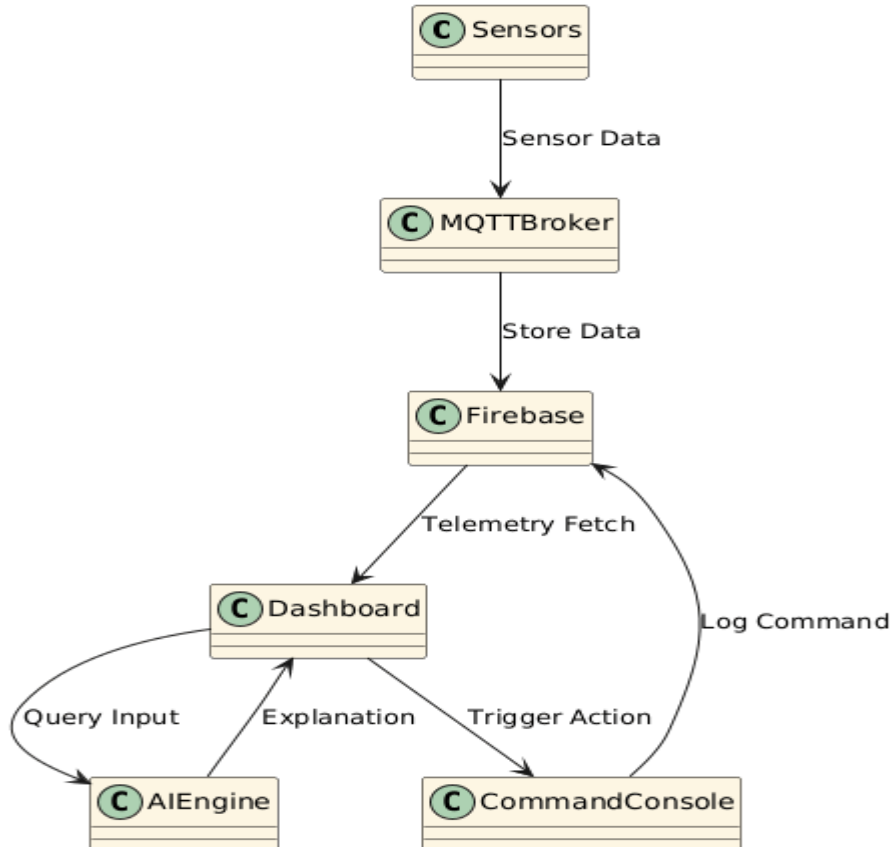 C Sensors
Sensor Data
C MQTTBroker
Store Data
C Firebase
Telemetry Fetch
Log Command
C Dashboard
Query Input
Explanation
Trigger Action
C AIEngine
C CommandConsole